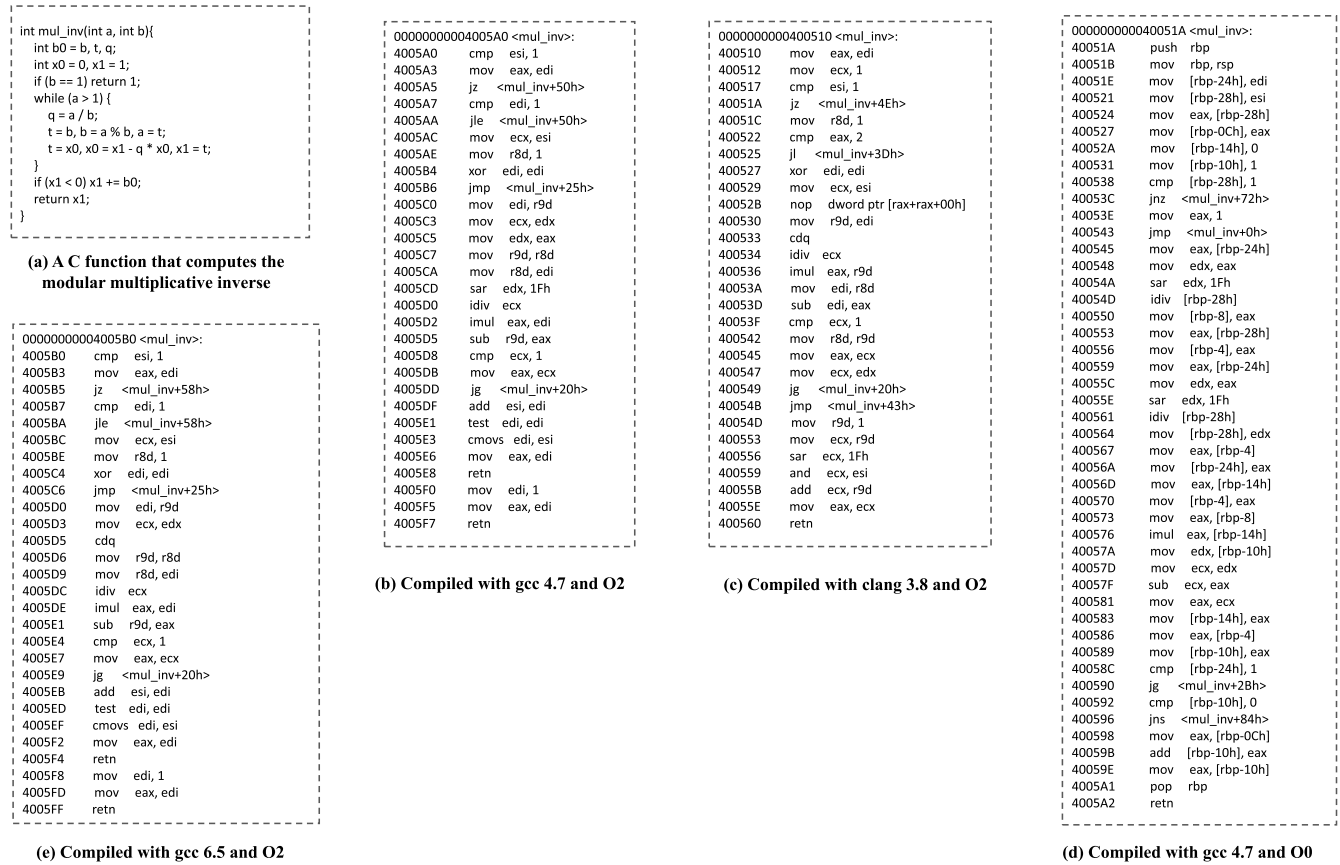 int mul_inv(int a, int b){
int b0 = b, t, q;
int x0 = 0, x1 = 1;
if (b == 1) return 1;
while (a > 1) {
q = a / b;
t = b, b = a % b, a = t;
t = x0, x0 = x1 - q * x0, x1 = t;
}
if (x1 < 0) x1 += b0;
return x1;
}
(a) A C function that computes the
modular multiplicative inverse
00000000004005A0 <mul_inv>:
4005A0 cmp esi, 1
4005A3 mov eax, edi
4005A5 jz <mul_inv+50h>
4005A7 cmp edi, 1
4005AA jle <mul_inv+50h>
4005AC mov ecx, esi
4005AE mov r8d, 1
4005B4 xor edi, edi
4005B6 jmp <mul_inv+25h>
4005C0 mov edi, r9d
4005C3 mov ecx, edx
4005C5 mov edx, eax
4005C7 mov r9d, r8d
4005CA mov r8d, edi
4005CD sar edx, 1Fh
4005D0 idiv ecx
4005D2 imul eax, edi
4005D5 sub r9d, eax
4005D8 cmp ecx, 1
4005DB mov eax, ecx
4005DD jg <mul_inv+20h>
4005DF add esi, edi
4005E1 test edi, edi
4005E3 cmovs edi, esi
4005E6 mov eax, edi
4005E8 retn
4005F0 mov edi, 1
4005F5 mov eax, edi
4005F7 retn
(b) Compiled with gcc 4.7 and O2
0000000000400510 <mul_inv>:
400510 mov eax, edi
400512 mov ecx, 1
400517 cmp esi, 1
40051A jz <mul_inv+4Eh>
40051C mov r8d, 1
400522 cmp eax, 2
400525 jl <mul_inv+3Dh>
400527 xor edi, edi
400529 mov ecx, esi
40052B nop dword ptr [rax+rax+00h]
400530 mov r9d, edi
400533 cdq
400534 idiv ecx
400536 imul eax, r9d
40053A mov edi, r8d
40053D sub edi, eax
40053F cmp ecx, 1
400542 mov r8d, r9d
400545 mov eax, ecx
400547 mov ecx, edx
400549 jg <mul_inv+20h>
40054B jmp <mul_inv+43h>
40054D mov r9d, 1
400553 mov ecx, r9d
400556 sar ecx, 1Fh
400559 and ecx, esi
40055B add ecx, r9d
40055E mov eax, ecx
400560 retn
(c) Compiled with clang 3.8 and O2
000000000040051A <mul_inv>:
40051A push rbp
40051B mov rbp, rsp
40051E mov [rbp-24h], edi
400521 mov [rbp-28h], esi
400524 mov eax, [rbp-28h]
400527 mov [rbp-0Ch], eax
40052A mov [rbp-14h], 0
400531 mov [rbp-10h], 1
400538 cmp [rbp-28h], 1
40053C jnz <mul_inv+72h>
40053E mov eax, 1
400543 jmp <mul_inv+0h>
400545 mov eax, [rbp-24h]
400548 mov edx, eax
40054A sar edx, 1Fh
40054D idiv [rbp-28h]
400550 mov [rbp-8], eax
400553 mov eax, [rbp-28h]
400556 mov [rbp-4], eax
400559 mov eax, [rbp-24h]
40055C mov edx, eax
40055E sar edx, 1Fh
400561 idiv [rbp-28h]
400564 mov [rbp-28h], edx
400567 mov eax, [rbp-4]
40056A mov [rbp-24h], eax
40056D mov eax, [rbp-14h]
400570 mov [rbp-4], eax
400573 mov eax, [rbp-8]
400576 imul eax, [rbp-14h]
40057A mov edx, [rbp-10h]
40057D mov ecx, edx
40057F sub ecx, eax
400581 mov eax, ecx
400583 mov [rbp-14h], eax
400586 mov eax, [rbp-4]
400589 mov [rbp-10h], eax
40058C cmp [rbp-24h], 1
400590 jg <mul_inv+2Bh>
400592 cmp [rbp-10h], 0
400596 jns <mul_inv+84h>
400598 mov eax, [rbp-0Ch]
40059B add [rbp-10h], eax
40059E mov eax, [rbp-10h]
4005A1 pop rbp
4005A2 retn
(d) Compiled with gcc 4.7 and O0
00000000004005B0 <mul_inv>:
4005B0 cmp esi, 1
4005B3 mov eax, edi
4005B5 jz <mul_inv+58h>
4005B7 cmp edi, 1
4005BA jle <mul_inv+58h>
4005BC mov ecx, esi
4005BE mov r8d, 1
4005C4 xor edi, edi
4005C6 jmp <mul_inv+25h>
4005D0 mov edi, r9d
4005D3 mov ecx, edx
4005D5 cdq
4005D6 mov r9d, r8d
4005D9 mov r8d, edi
4005DC idiv ecx
4005DE imul eax, edi
4005E1 sub r9d, eax
4005E4 cmp ecx, 1
4005E7 mov eax, ecx
4005E9 jg <mul_inv+20h>
4005EB add esi, edi
4005ED test edi, edi
4005EF cmovs edi, esi
4005F2 mov eax, edi
4005F4 retn
4005F8 mov edi, 1
4005FD mov eax, edi
4005FF retn
(e) Compiled with gcc 6.5 and O2